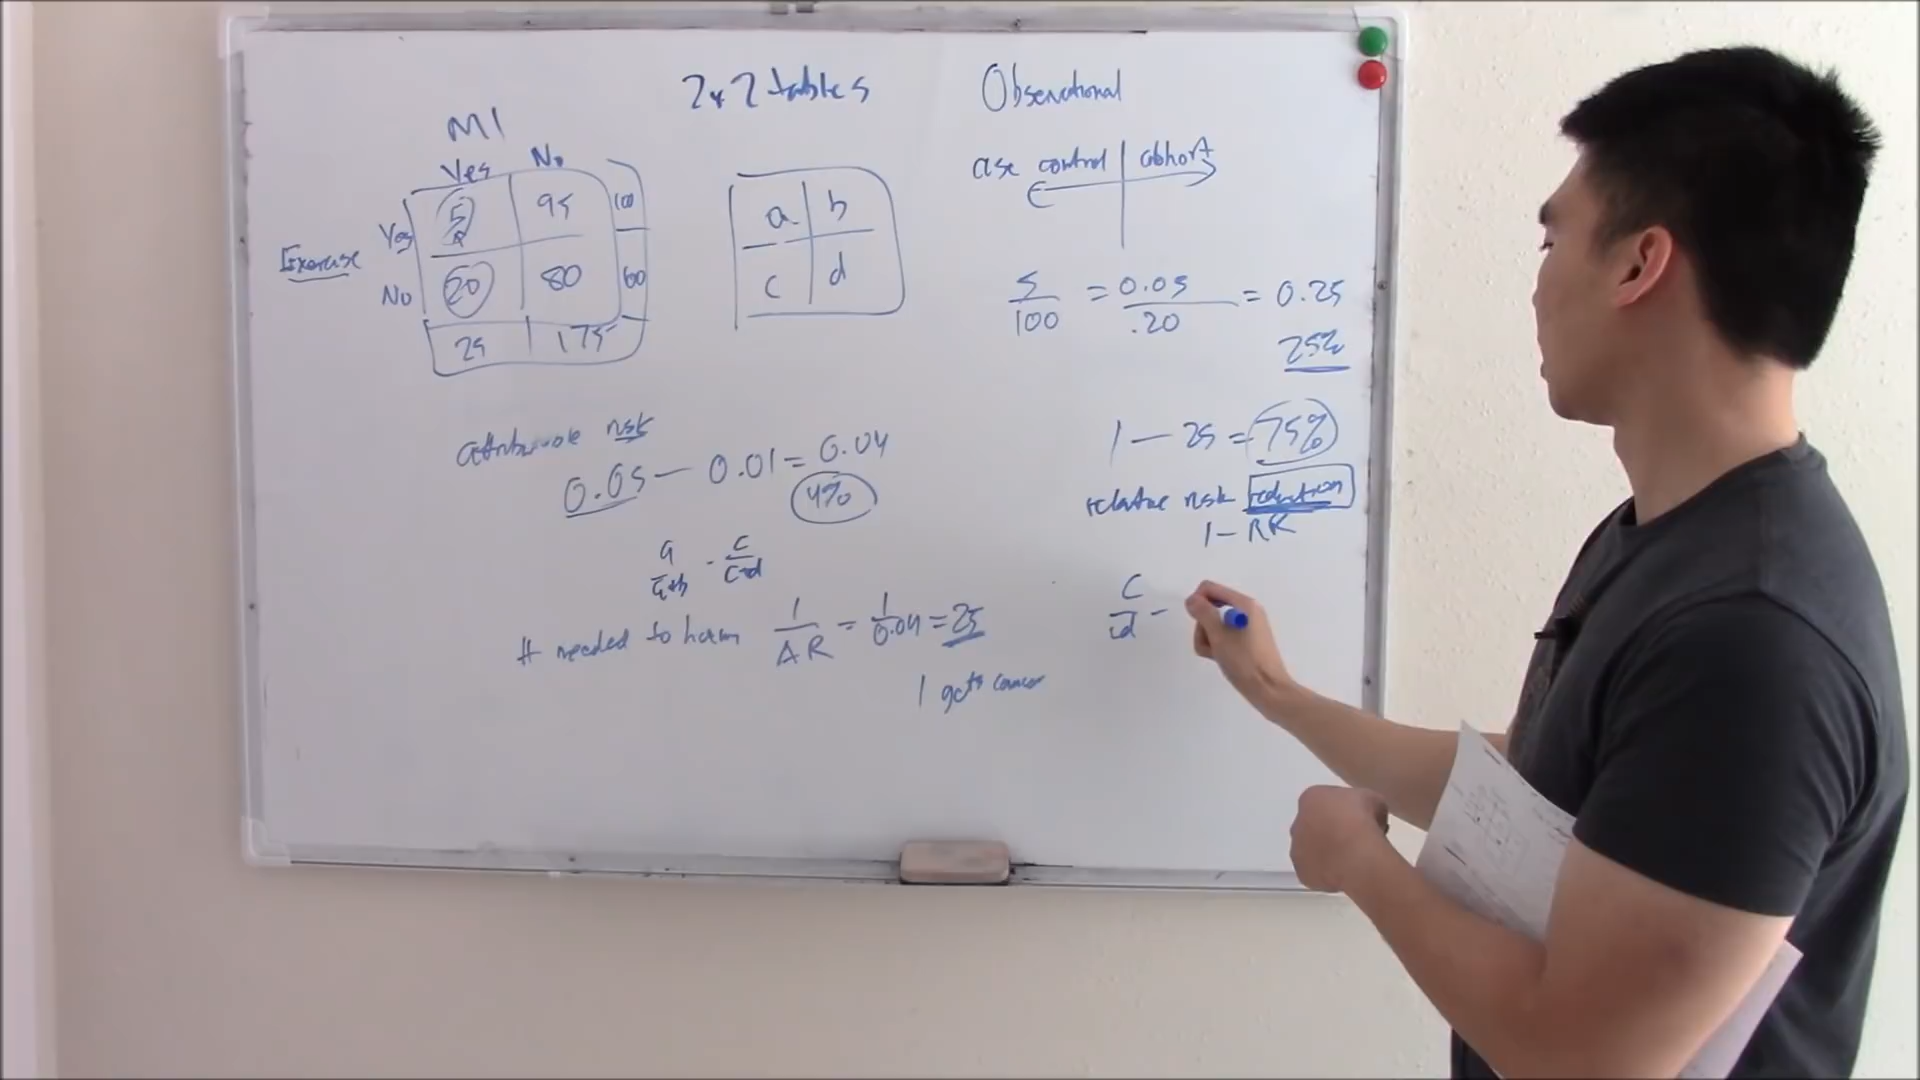 2x2 tables
Observational
MI
Yes No
Exercise
Yes 5 95 100
No 20 80 100
25 175
a b
c d
case control cohort
5/100 = 0.05/.20 = 0.25
25%
1 - 25 = 75%
relative risk reduction
1 - RR
attributable risk
0.05 - 0.01 = 0.04
4%
a/a+b - c/c+d
# needed to harm 1/AR = 1/0.04 = 25
1 gets cancer
c/cd -